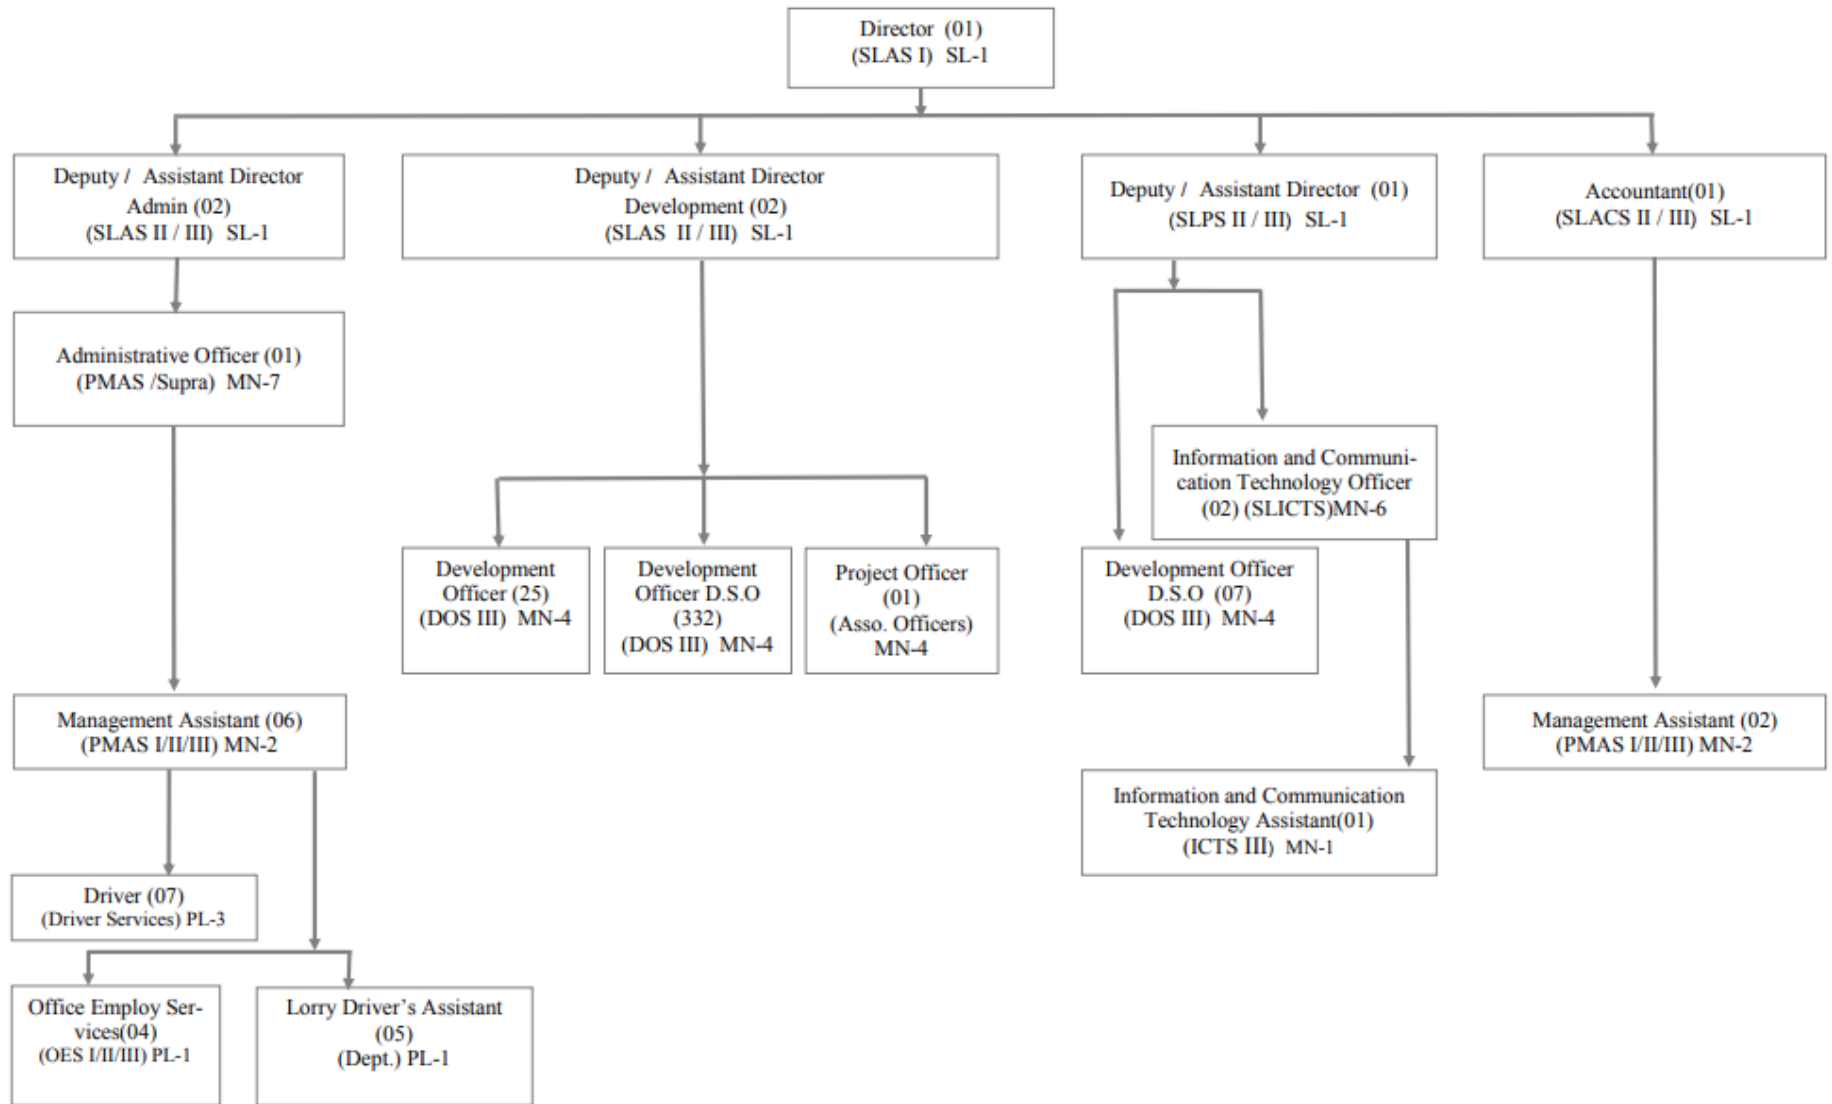 Director (01)
(SLAS I) SL-1
Deputy / Assistant Director
Admin (02)
(SLAS II / III) SL-1
Deputy / Assistant Director
Development (02)
(SLAS II / III) SL-1
Deputy / Assistant Director (01)
(SLPS II / III) SL-1
Accountant(01)
(SLACS II / III) SL-1
Administrative Officer (01)
(PMAS /Supra) MN-7
Information and Communi-
cation Technology Officer
(02) (SLICTS)MN-6
Development
Officer (25)
(DOS III) MN-4
Development
Officer D.S.O
(332)
(DOS III) MN-4
Project Officer
(01)
(Asso. Officers)
MN-4
Development Officer
D.S.O (07)
(DOS III) MN-4
Management Assistant (06)
(PMAS I/II/III) MN-2
Management Assistant (02)
(PMAS I/II/III) MN-2
Information and Communication
Technology Assistant(01)
(ICTS III) MN-1
Driver (07)
(Driver Services) PL-3
Office Employ Ser-
vices(04)
(OES I/II/III) PL-1
Lorry Driver’s Assistant
(05)
(Dept.) PL-1